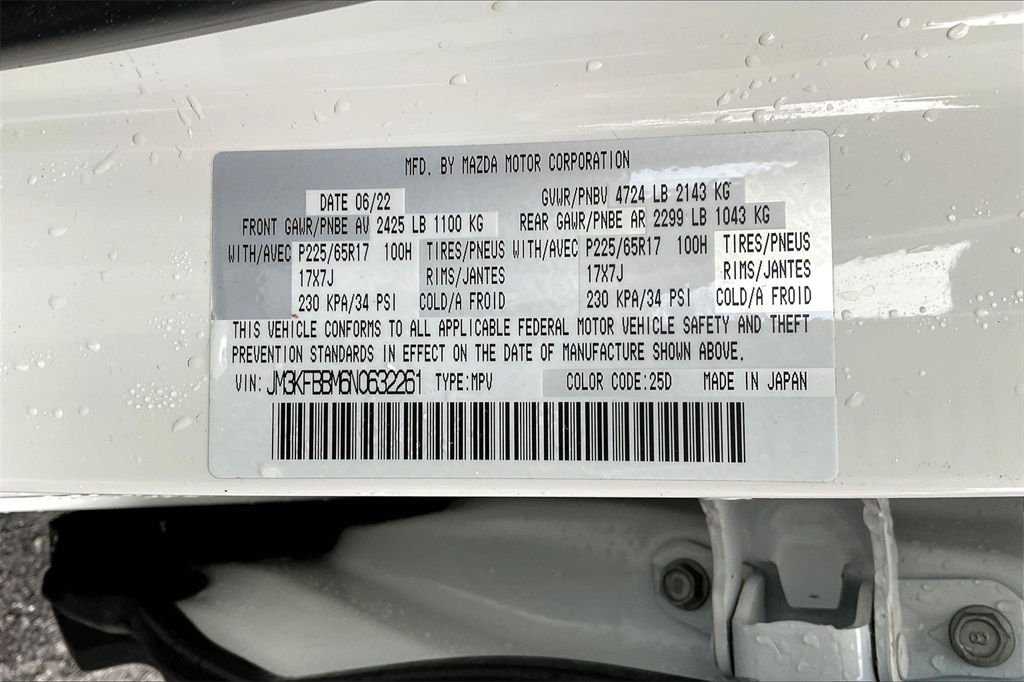 MFD. BY MAZDA MOTOR CORPORATION
DATE 06/22 GVWR/PNBV 4724 LB 2143 KG
FRONT GAWR/PNBE AV 2425 LB 1100 KG REAR GAWR/PNBE AR 2299 LB 1043 KG
WITH/AVEC P225/65R17 100H TIRES/PNEUS WITH/AVEC P225/65R17 100H TIRES/PNEUS
17X7J RIMS/JANTES 17X7J RIMS/JANTES
230 KPA/34 PSI COLD/A FROID 230 KPA/34 PSI COLD/A FROID
THIS VEHICLE CONFORMS TO ALL APPLICABLE FEDERAL MOTOR VEHICLE SAFETY AND THEFT
PREVENTION STANDARDS IN EFFECT ON THE DATE OF MANUFACTURE SHOWN ABOVE.
VIN: JM3KFBBM6N0632261 TYPE:MPV COLOR CODE:25D MADE IN JAPAN